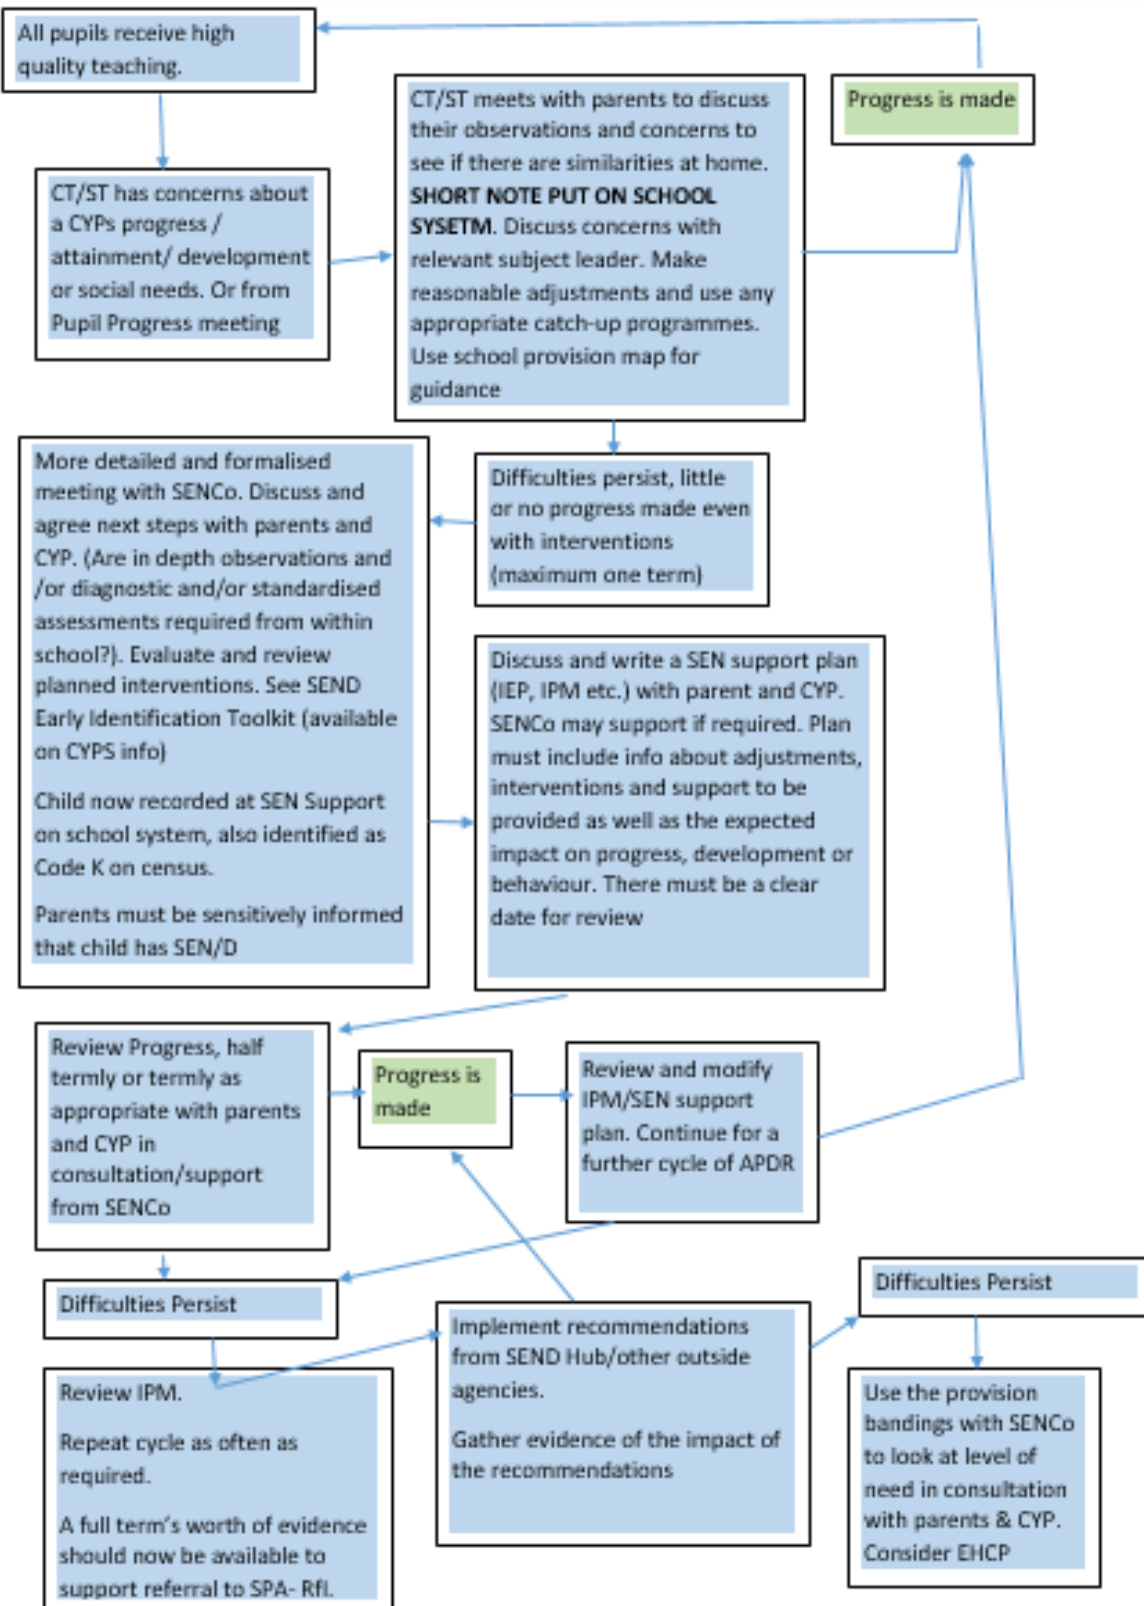 All pupils receive high
quality teaching.
Progress is made
CT/ST meets with parents to discuss
their observations and concerns to
see if there are similarities at home.
SHORT NOTE PUT ON SCHOOL
SYSETM. Discuss concerns with
relevant subject leader. Make
reasonable adjustments and use any
appropriate catch-up programmes.
Use school provision map for
guidance
CT/ST has concerns about
a CYPs progress /
attainment/ development
or social needs. Or from
Pupil Progress meeting
Difficulties persist, little
or no progress made even
with interventions
(maximum one term)
More detailed and formalised
meeting with SENCo. Discuss and
agree next steps with parents and
CYP. (Are in depth observations and
/or diagnostic and/or standardised
assessments required from within
school?). Evaluate and review
planned interventions. See SEND
Early Identification Toolkit (available
on CYPS info)
Child now recorded at SEN Support
on school system, also identified as
Code K on census.
Parents must be sensitively informed
that child has SEN/D
Discuss and write a SEN support plan
(IEP, IPM etc.) with parent and CYP.
SENCo may support if required. Plan
must include info about adjustments,
interventions and support to be
provided as well as the expected
impact on progress, development or
behaviour. There must be a clear
date for review
Review Progress, half
termly or termly as
appropriate with parents
and CYP in
consultation/support
from SENCo
Progress is
made
Review and modify
IPM/SEN support
plan. Continue for a
further cycle of APDR
Difficulties Persist
Review IPM.
Repeat cycle as often as
required.
A full term's worth of evidence
should now be available to
support referral to SPA- RfI.
Implement recommendations
from SEND Hub/other outside
agencies.
Gather evidence of the impact of
the recommendations
Difficulties Persist
Use the provision
bandings with SENCo
to look at level of
need in consultation
with parents & CYP.
Consider EHCP